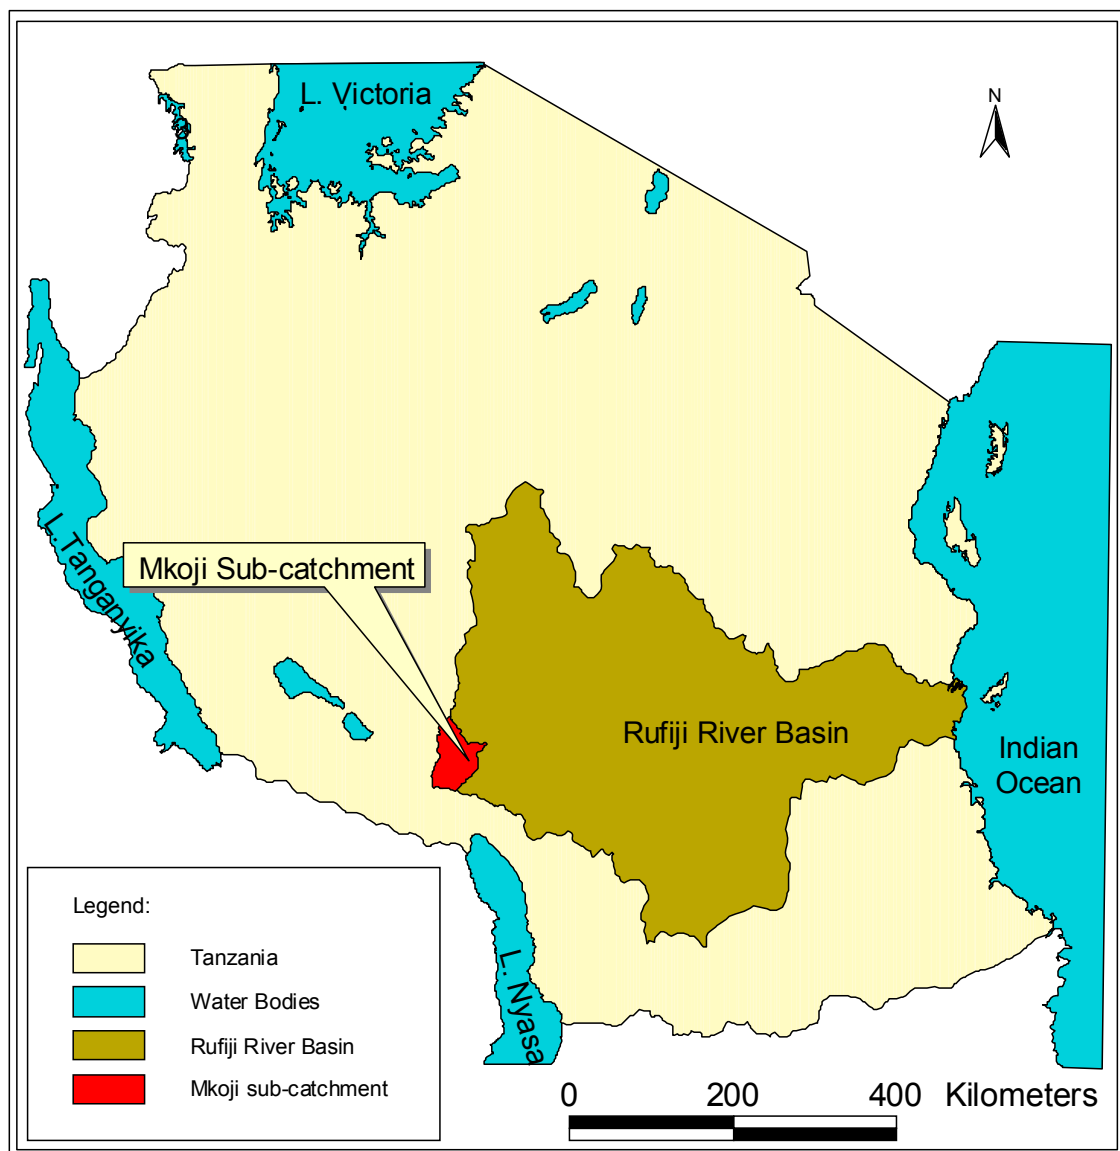 L. Victoria
N
L.Tanganyika
Mkoji Sub-catchment
Rufiji River Basin
Indian
Ocean
L. Nyasa
Legend:
Tanzania
Water Bodies
Rufiji River Basin
Mkoji sub-catchment
0 200 400 Kilometers